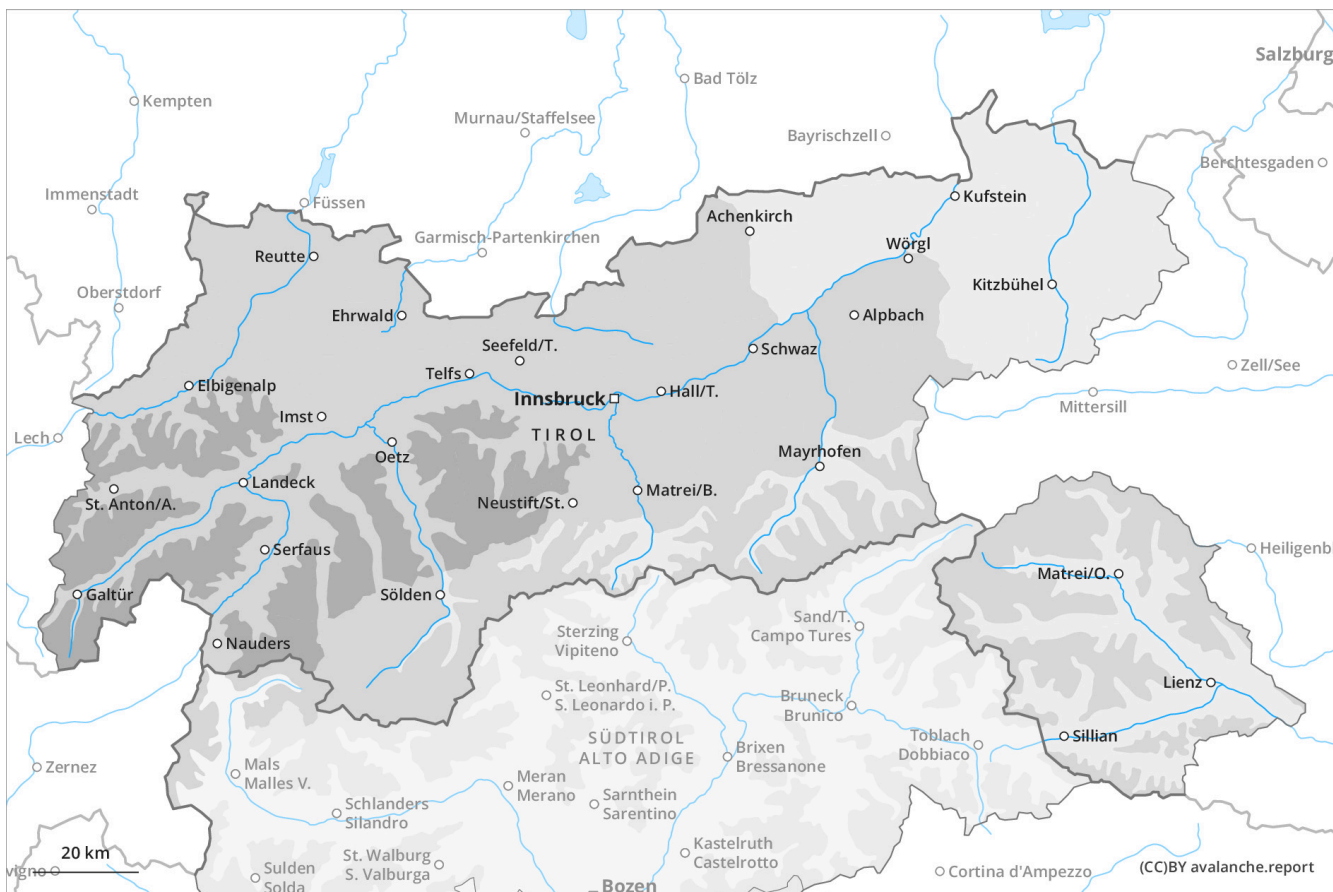 Salzburg
Bad Tölz
Kempten
Murnau/Staffelsee
Bayrischzell
Berchtesgaden
Immenstadt
Füssen
Kufstein
Achenkirch
Garmisch-Partenkirchen
Wörgl
Reutte
Kitzbühel
Oberstdorf
Ehrwald
Alpbach
Seefeld/T.
Schwaz
Zell/See
Telfs
Elbigenalp
Hall/T.
Innsbruck
Mittersill
Imst
TIROL
Lech
Oetz
Mayrhofen
Landeck
Matrei/B.
St. Anton/A.
Neustift/St.
Serfaus
Heiligenb
Matrei/O.
Galtür
Sölden
Sand/T.
Campo Tures
Sterzing
Vipiteno
Nauders
Lienz
St. Leonhard/P.
S. Leonardo i. P.
Bruneck
Brunico
SÜDTIROL
ALTO ADIGE
Sillian
Toblach
Dobbiaco
Brixen
Bressanone
Zernez
Mals
Malles V.
Meran
Merano
Schlanders
Silandro
Sarnthein
Sarentino
20 km
Kastelruth
Castelrotto
St. Walburg
S. Valburga
vigno
Sulden
Solda
Cortina d'Ampezzo
(CC)BY avalanche.report
Bozen